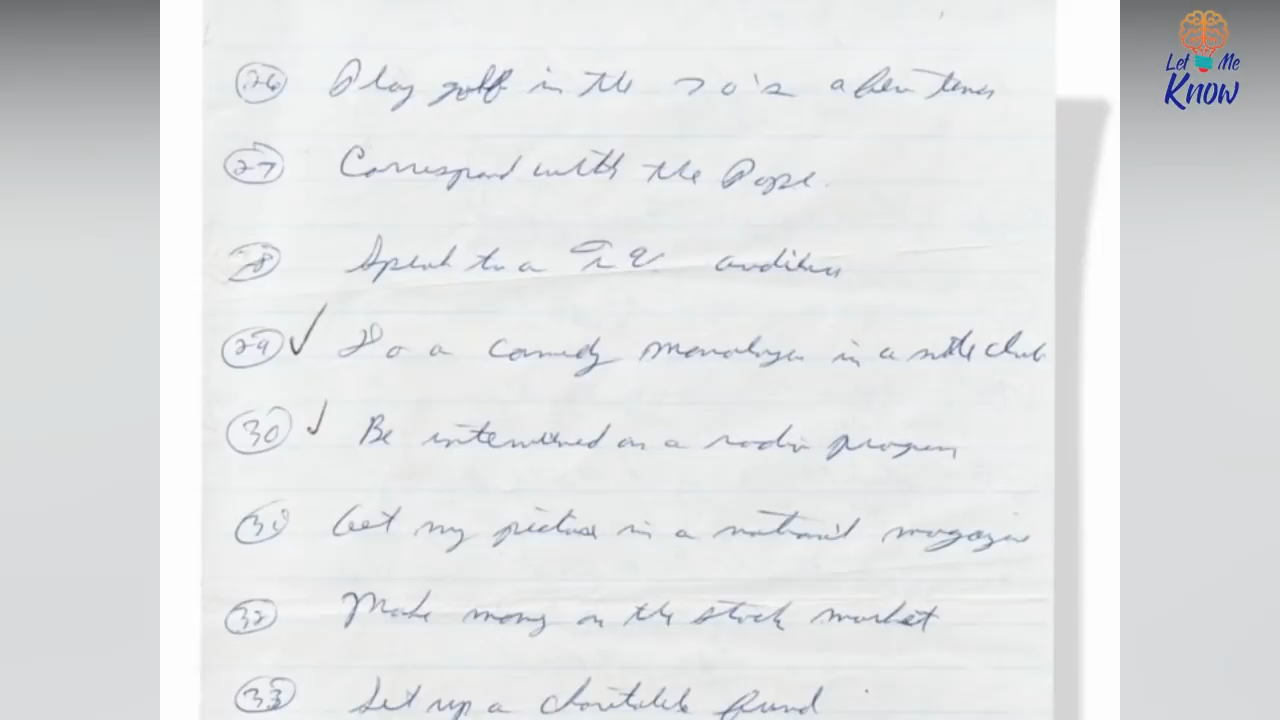 26 Play golf in the 70's a few times
27 Correspond with the Pope.
28 Speak to a T.V. audience
29 ✓ Do a comedy monologue in a nite club
30 ✓ Be interviewed on a radio program
31 Get my picture in a national magazine
32 Make money on the stock market
33 Set up a charitable fund
Let Me
Know